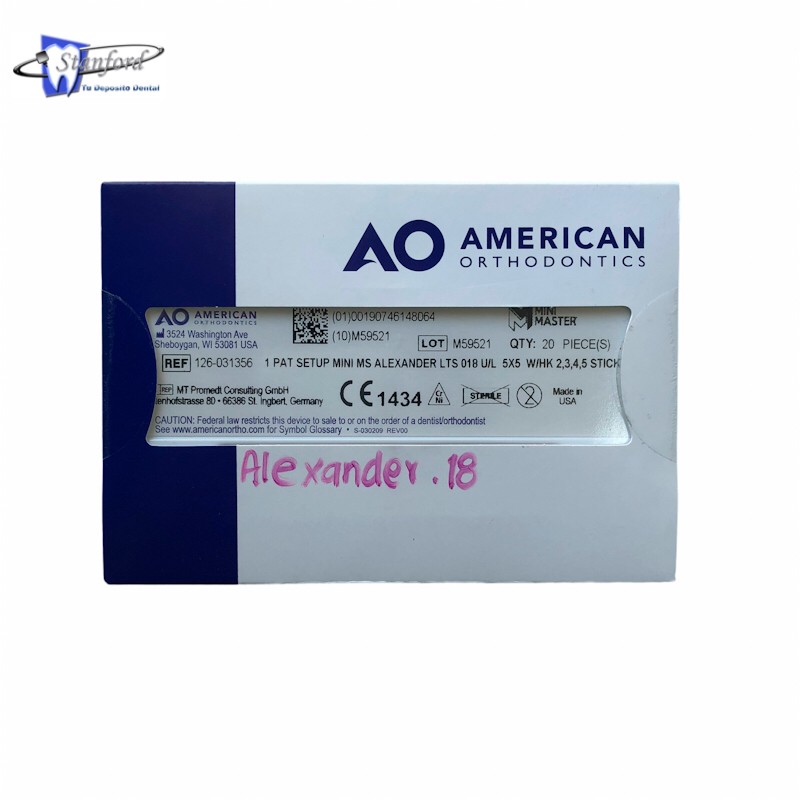 Stanford
Tu Deposito Dental
AO AMERICAN
ORTHODONTICS
AO AMERICAN
ORTHODONTICS
3524 Washington Ave
Sheboygan, WI 53081 USA
(01)00190746148064
(10)M59521
MINI
MASTER
LOT M59521 QTY: 20 PIECE(S)
REF 126-031356 1 PAT SETUP MINI MS ALEXANDER LTS 018 U/L 5X5 W/HK 2,3,4,5 STICK
REP MT Promedt Consulting GmbH
enhofstrasse 80 • 66386 St. Ingbert, Germany
CE 1434
Cr
Ni
STERILE
2
Made in
USA
CAUTION: Federal law restricts this device to sale to or on the order of a dentist/orthodontist
See www.americanortho.com for Symbol Glossary • S-030209 REV00
Alexander .18